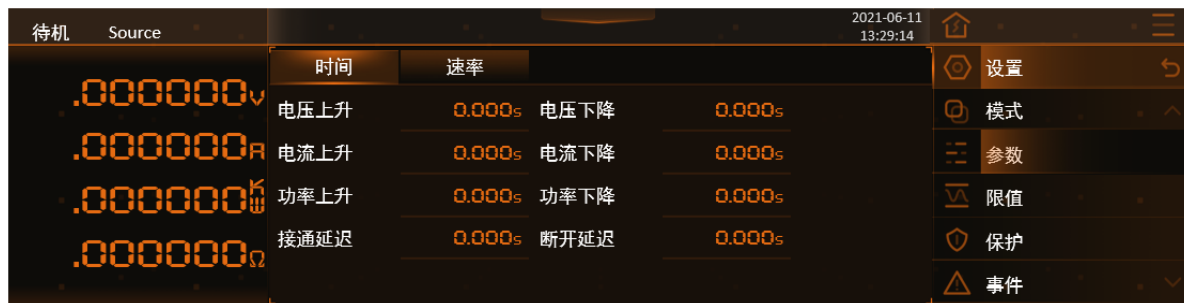 待机 Source
2021-06-11
13:29:14
.000000V
.000000A
.000000KW
.000000Ω
时间 速率
电压上升 0.000s 电压下降 0.000s
电流上升 0.000s 电流下降 0.000s
功率上升 0.000s 功率下降 0.000s
接通延迟 0.000s 断开延迟 0.000s
设置
模式
参数
限值
保护
事件